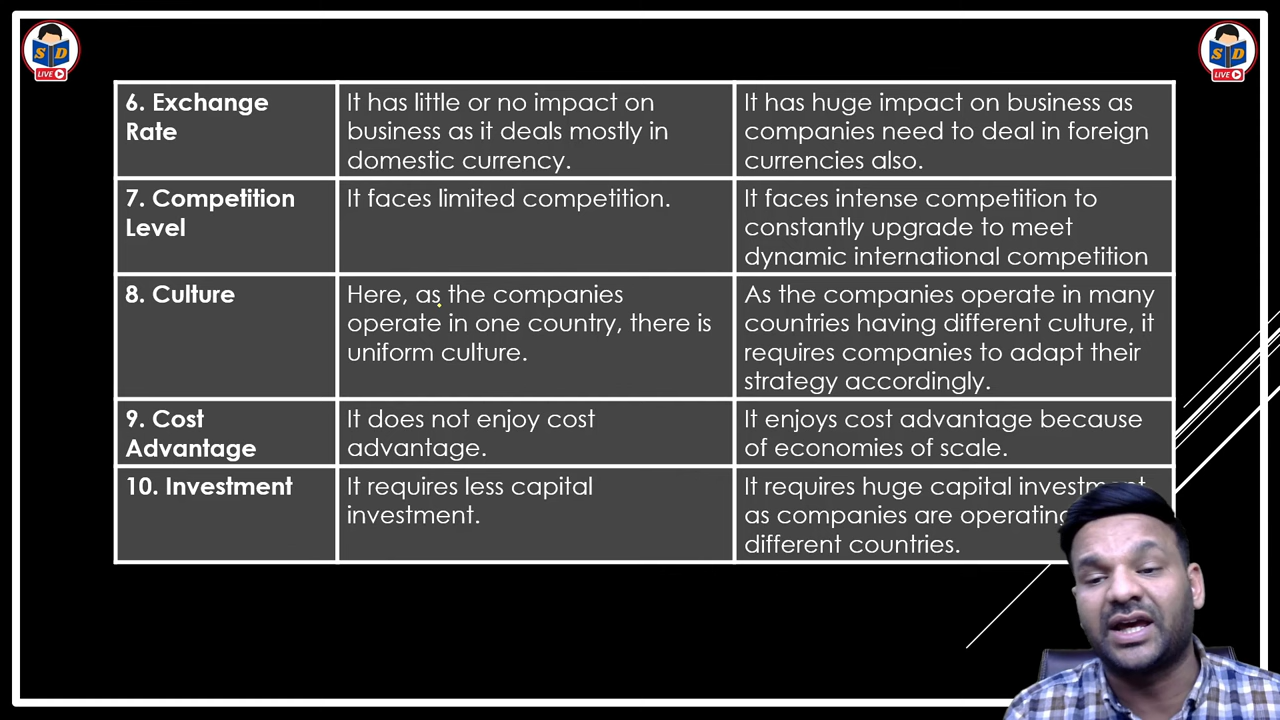 S D
LIVE
S D
LIVE
6. Exchange
Rate
It has little or no impact on
business as it deals mostly in
domestic currency.
It has huge impact on business as
companies need to deal in foreign
currencies also.
7. Competition
Level
It faces limited competition.
It faces intense competition to
constantly upgrade to meet
dynamic international competition
8. Culture
Here, as the companies
operate in one country, there is
uniform culture.
As the companies operate in many
countries having different culture, it
requires companies to adapt their
strategy accordingly.
9. Cost
Advantage
It does not enjoy cost
advantage.
It enjoys cost advantage because
of economies of scale.
10. Investment
It requires less capital
investment.
It requires huge capital investment
as companies are operating
different countries.